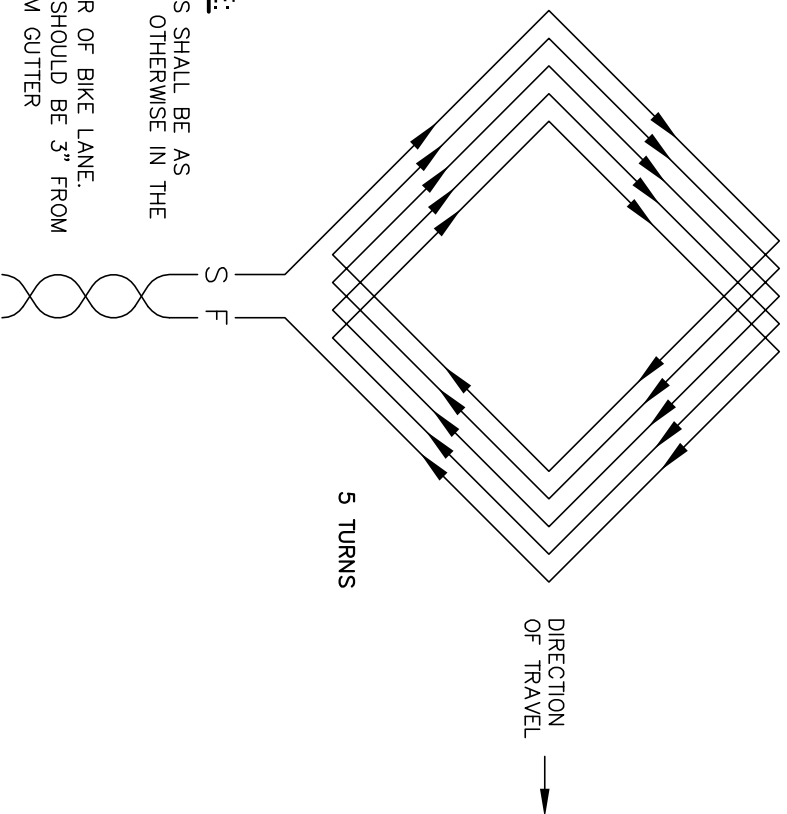 E:
S SHALL BE AS
OTHERWISE IN THE
R OF BIKE LANE.
SHOULD BE 3" FROM
M GUTTER
S
F
5 TURNS
DIRECTION
OF TRAVEL